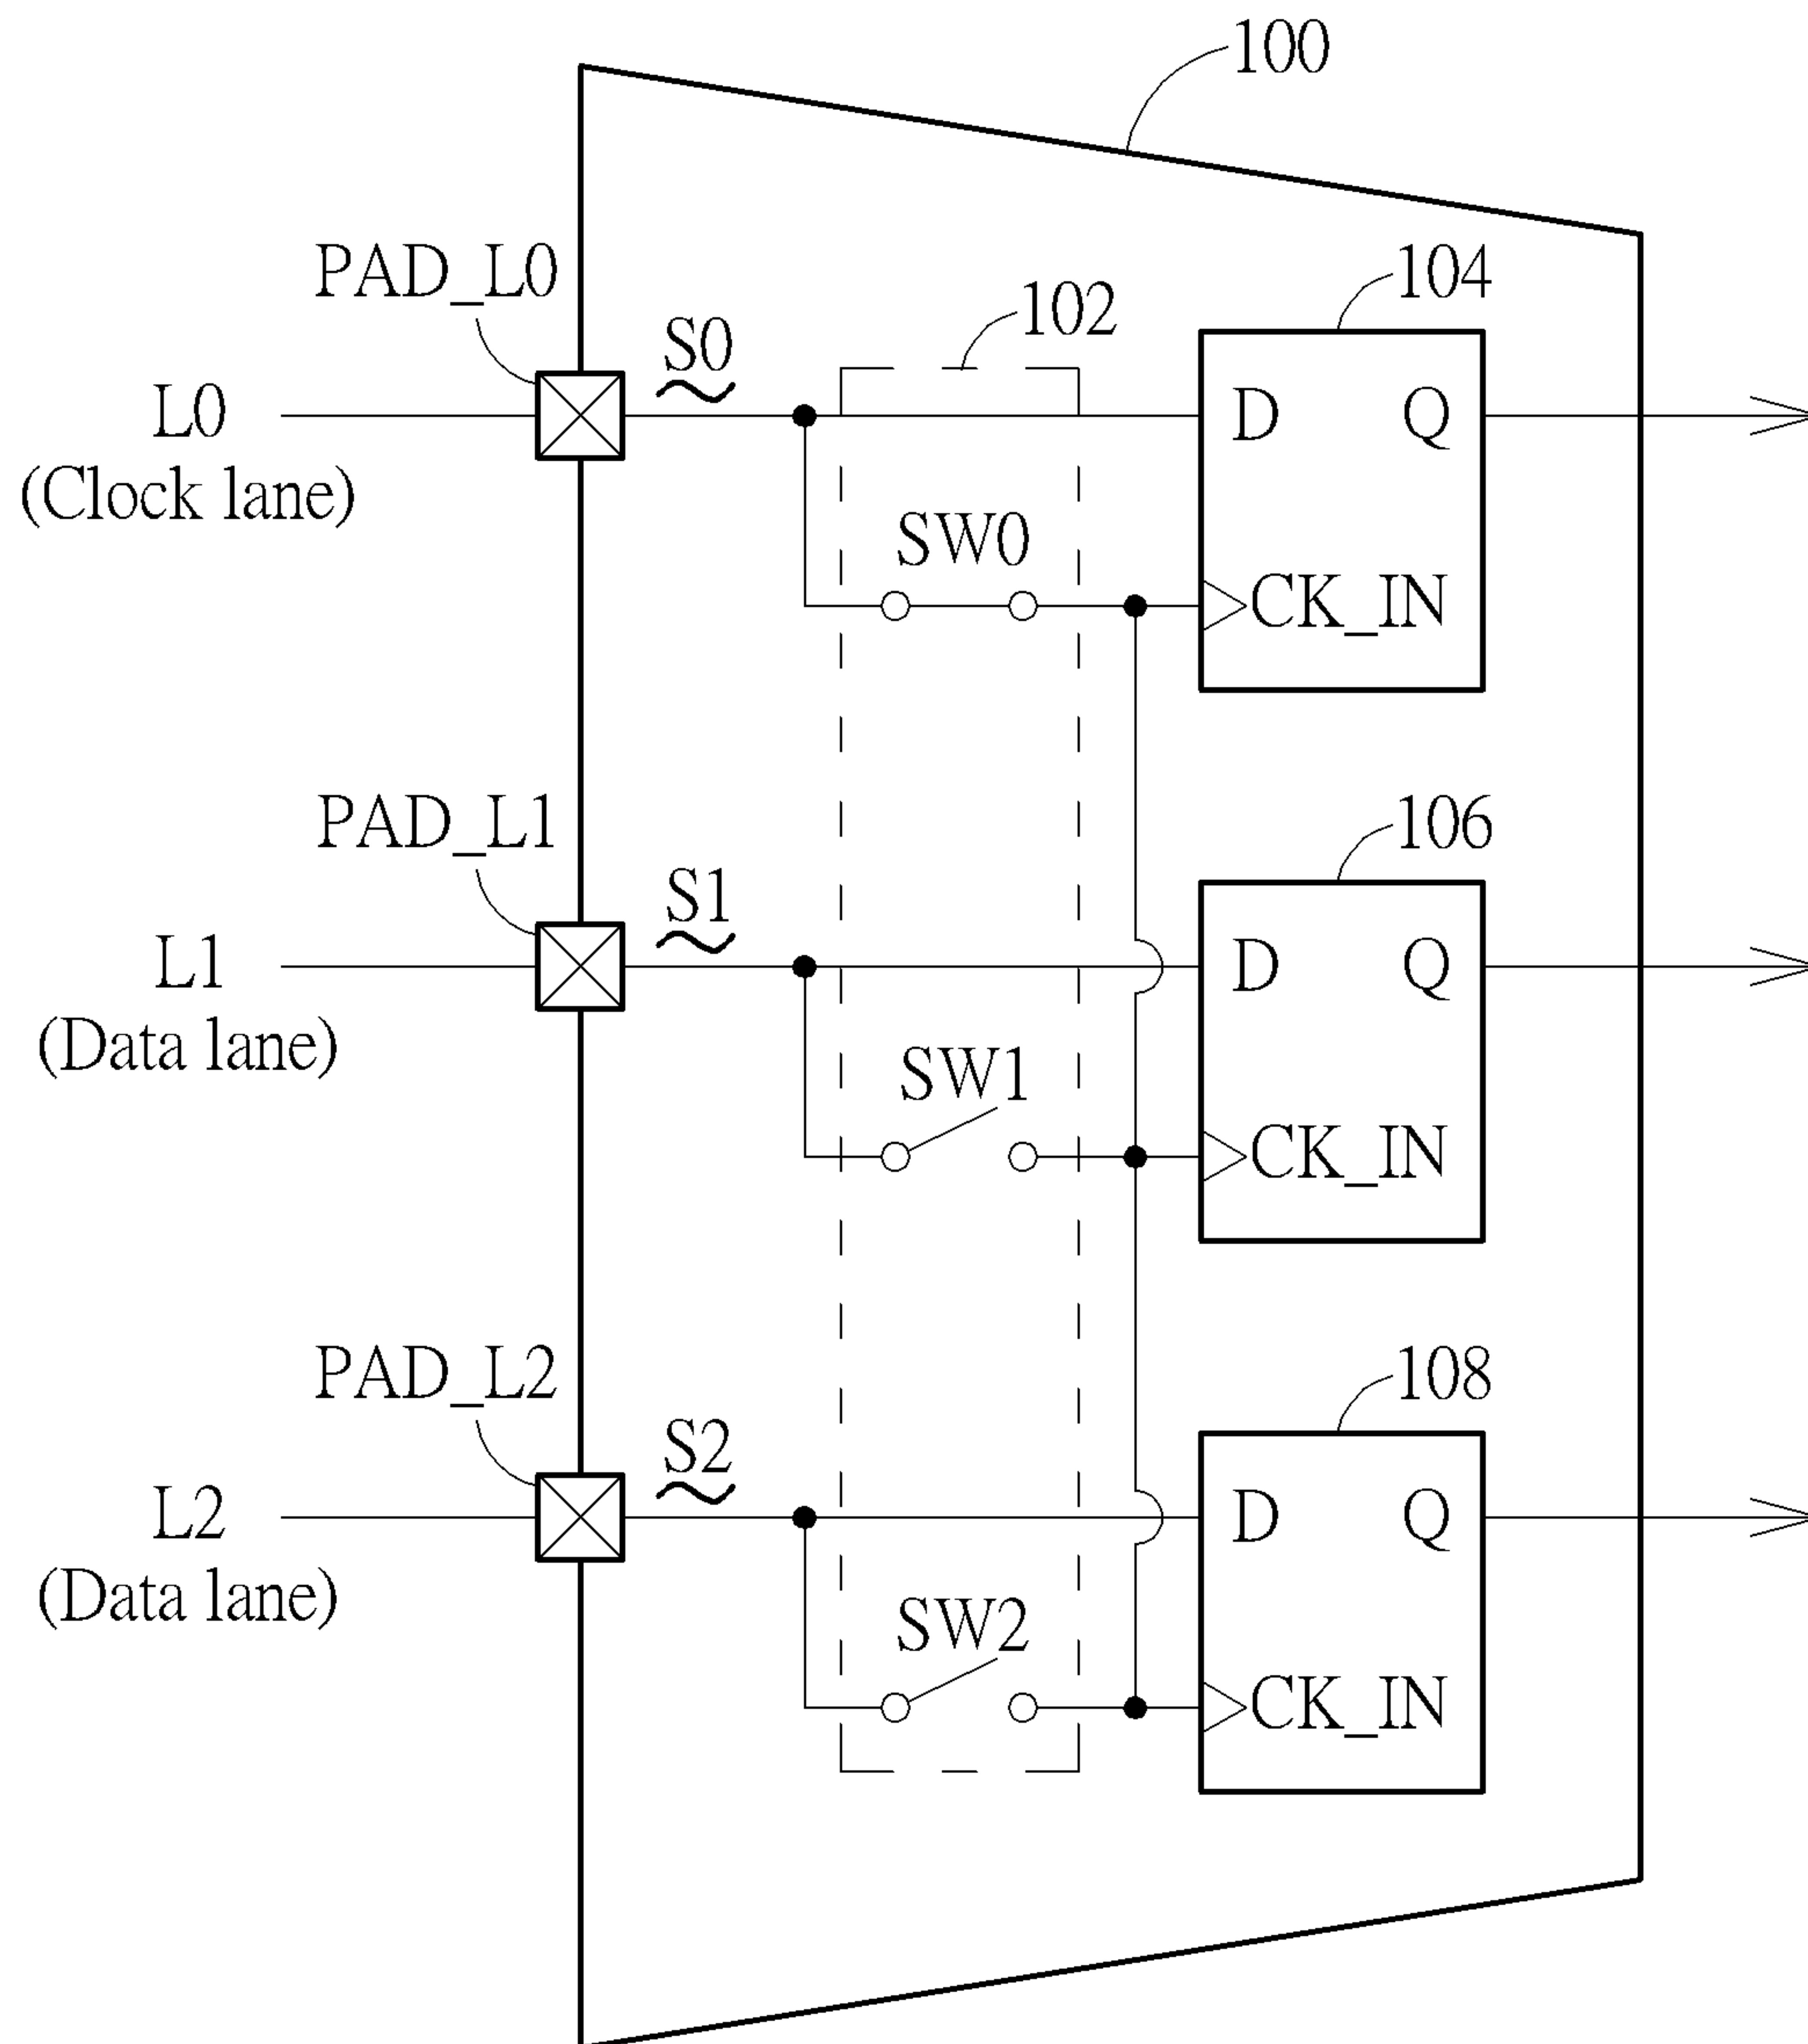 100
PAD_L0
S0
102
104
L0
(Clock lane)
D
Q
SW0
CK_IN
PAD_L1
S1
106
L1
(Data lane)
D
Q
SW1
CK_IN
PAD_L2
S2
108
L2
(Data lane)
D
Q
SW2
CK_IN